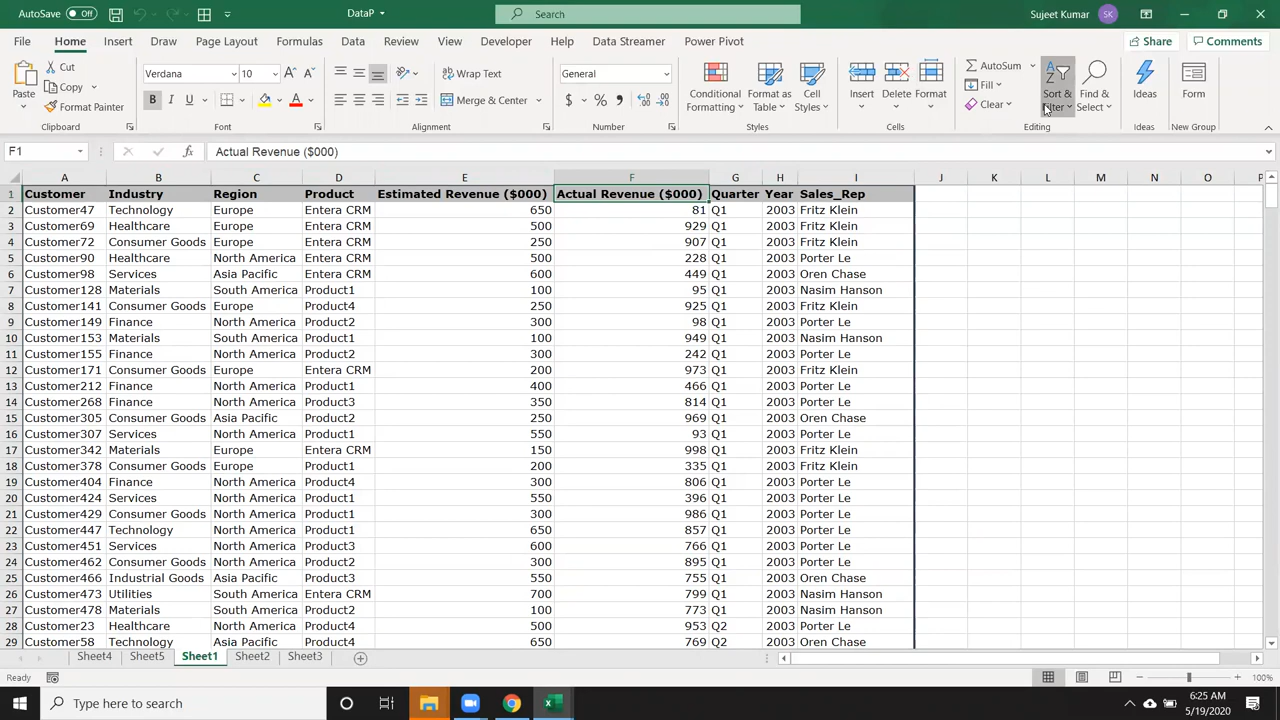 AutoSave Off DataP Search Sujeet Kumar SK
File Home Insert Draw Page Layout Formulas Data Review View Developer Help Data Streamer Power Pivot Share Comments
Paste Cut Copy Format Painter Clipboard
Verdana 10 B I U A Font
Wrap Text Merge & Center Alignment
General $ % , Number
Conditional Formatting Format as Table Cell Styles Styles
Insert Delete Format Cells
AutoSum Fill Clear Sort & Filter Find & Select Editing
Ideas Ideas
Form New Group
F1 fx Actual Revenue ($000)
A B C D E F G H I J K L M N O P
1 Customer Industry Region Product Estimated Revenue ($000) Actual Revenue ($000) Quarter Year Sales_Rep
2 Customer47 Technology Europe Entera CRM 650 81 Q1 2003 Fritz Klein
3 Customer69 Healthcare Europe Entera CRM 500 929 Q1 2003 Fritz Klein
4 Customer72 Consumer Goods Europe Entera CRM 250 907 Q1 2003 Fritz Klein
5 Customer90 Healthcare North America Entera CRM 500 228 Q1 2003 Porter Le
6 Customer98 Services Asia Pacific Entera CRM 600 449 Q1 2003 Oren Chase
7 Customer128 Materials South America Product1 100 95 Q1 2003 Nasim Hanson
8 Customer141 Consumer Goods Europe Product4 250 925 Q1 2003 Fritz Klein
9 Customer149 Finance North America Product2 300 98 Q1 2003 Porter Le
10 Customer153 Materials South America Product1 100 949 Q1 2003 Nasim Hanson
11 Customer155 Finance North America Product2 300 242 Q1 2003 Porter Le
12 Customer171 Consumer Goods Europe Entera CRM 200 973 Q1 2003 Fritz Klein
13 Customer212 Finance North America Product1 400 466 Q1 2003 Porter Le
14 Customer268 Finance North America Product3 350 814 Q1 2003 Porter Le
15 Customer305 Consumer Goods Asia Pacific Product2 250 969 Q1 2003 Oren Chase
16 Customer307 Services North America Product1 550 93 Q1 2003 Porter Le
17 Customer342 Materials Europe Entera CRM 150 998 Q1 2003 Fritz Klein
18 Customer378 Consumer Goods Europe Product1 200 335 Q1 2003 Fritz Klein
19 Customer404 Finance North America Product4 300 806 Q1 2003 Porter Le
20 Customer424 Services North America Product1 550 396 Q1 2003 Porter Le
21 Customer429 Consumer Goods North America Product1 300 986 Q1 2003 Porter Le
22 Customer447 Technology North America Product1 650 857 Q1 2003 Porter Le
23 Customer451 Services North America Product3 600 766 Q1 2003 Porter Le
24 Customer462 Consumer Goods North America Product2 300 895 Q1 2003 Porter Le
25 Customer466 Industrial Goods Asia Pacific Product3 550 755 Q1 2003 Oren Chase
26 Customer473 Utilities South America Entera CRM 700 799 Q1 2003 Nasim Hanson
27 Customer478 Materials South America Product2 100 773 Q1 2003 Nasim Hanson
28 Customer23 Healthcare North America Product4 500 953 Q2 2003 Porter Le
29 Customer58 Technology Asia Pacific Product4 650 769 Q2 2003 Oren Chase
Sheet4 Sheet5 Sheet1 Sheet2 Sheet3
Ready 100%
Type here to search 6:25 AM
5/19/2020